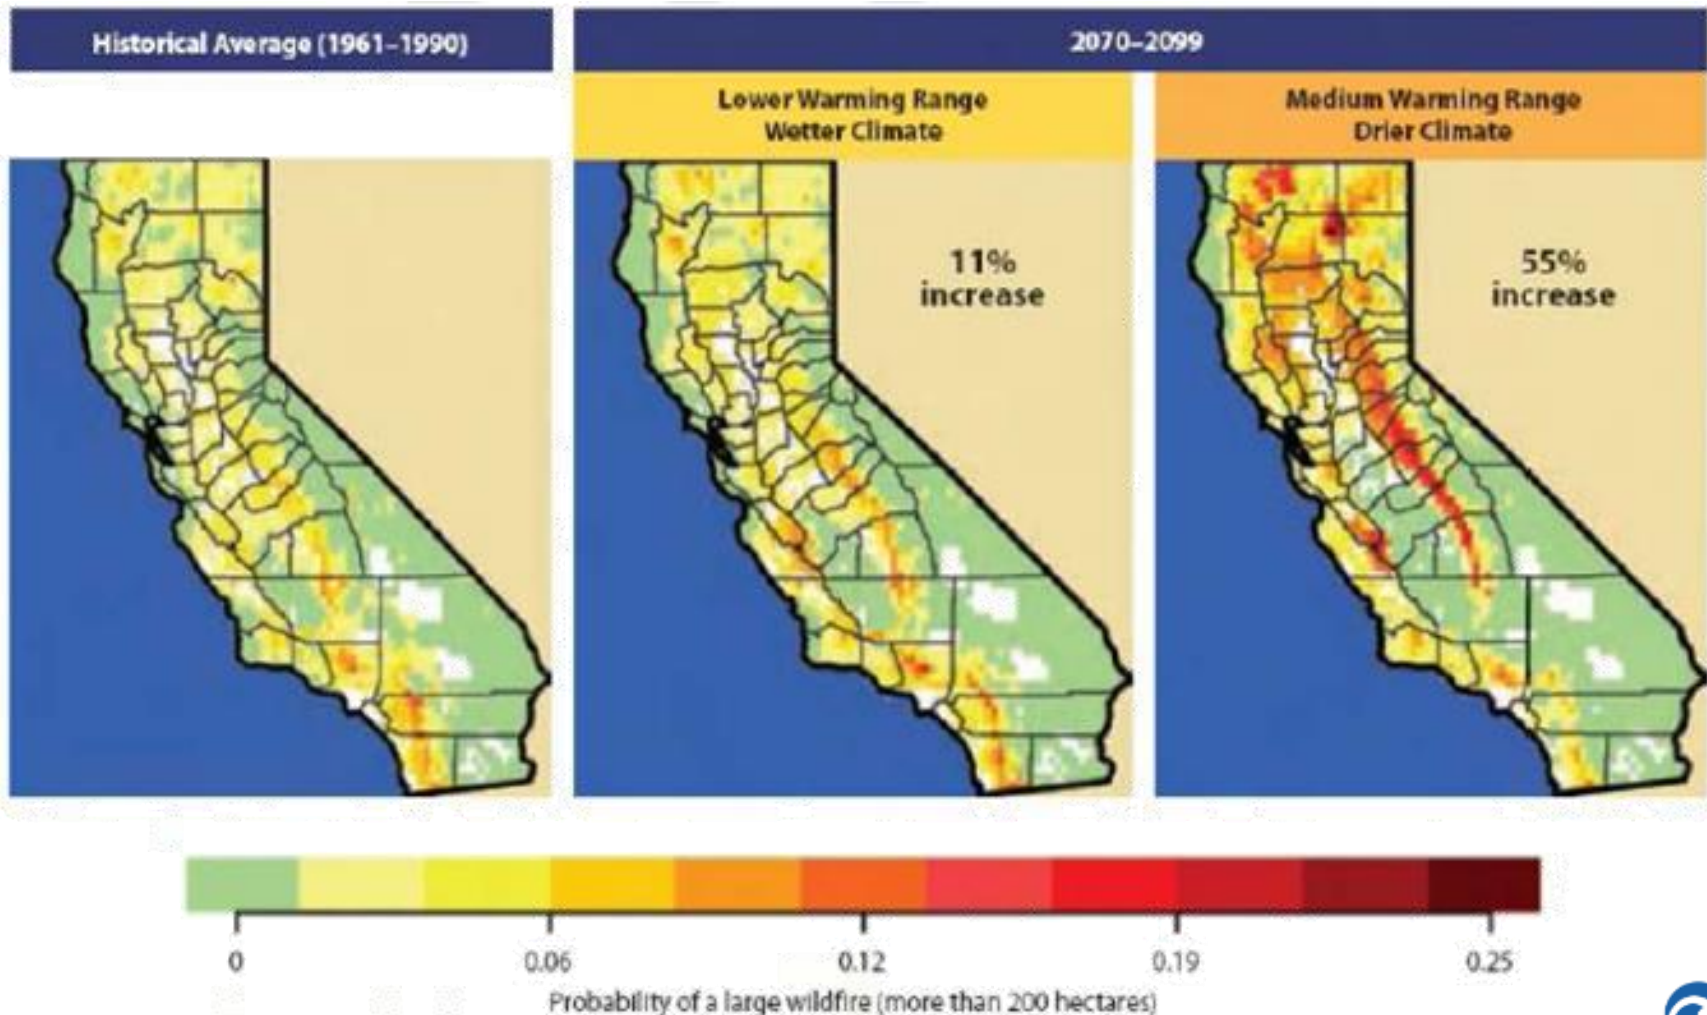 Historical Average (1961–1990)
2070–2099
Lower Warming Range
Wetter Climate
Medium Warming Range
Drier Climate
11%
increase
55%
increase
0
0.06
0.12
0.19
0.25
Probability of a large wildfire (more than 200 hectares)